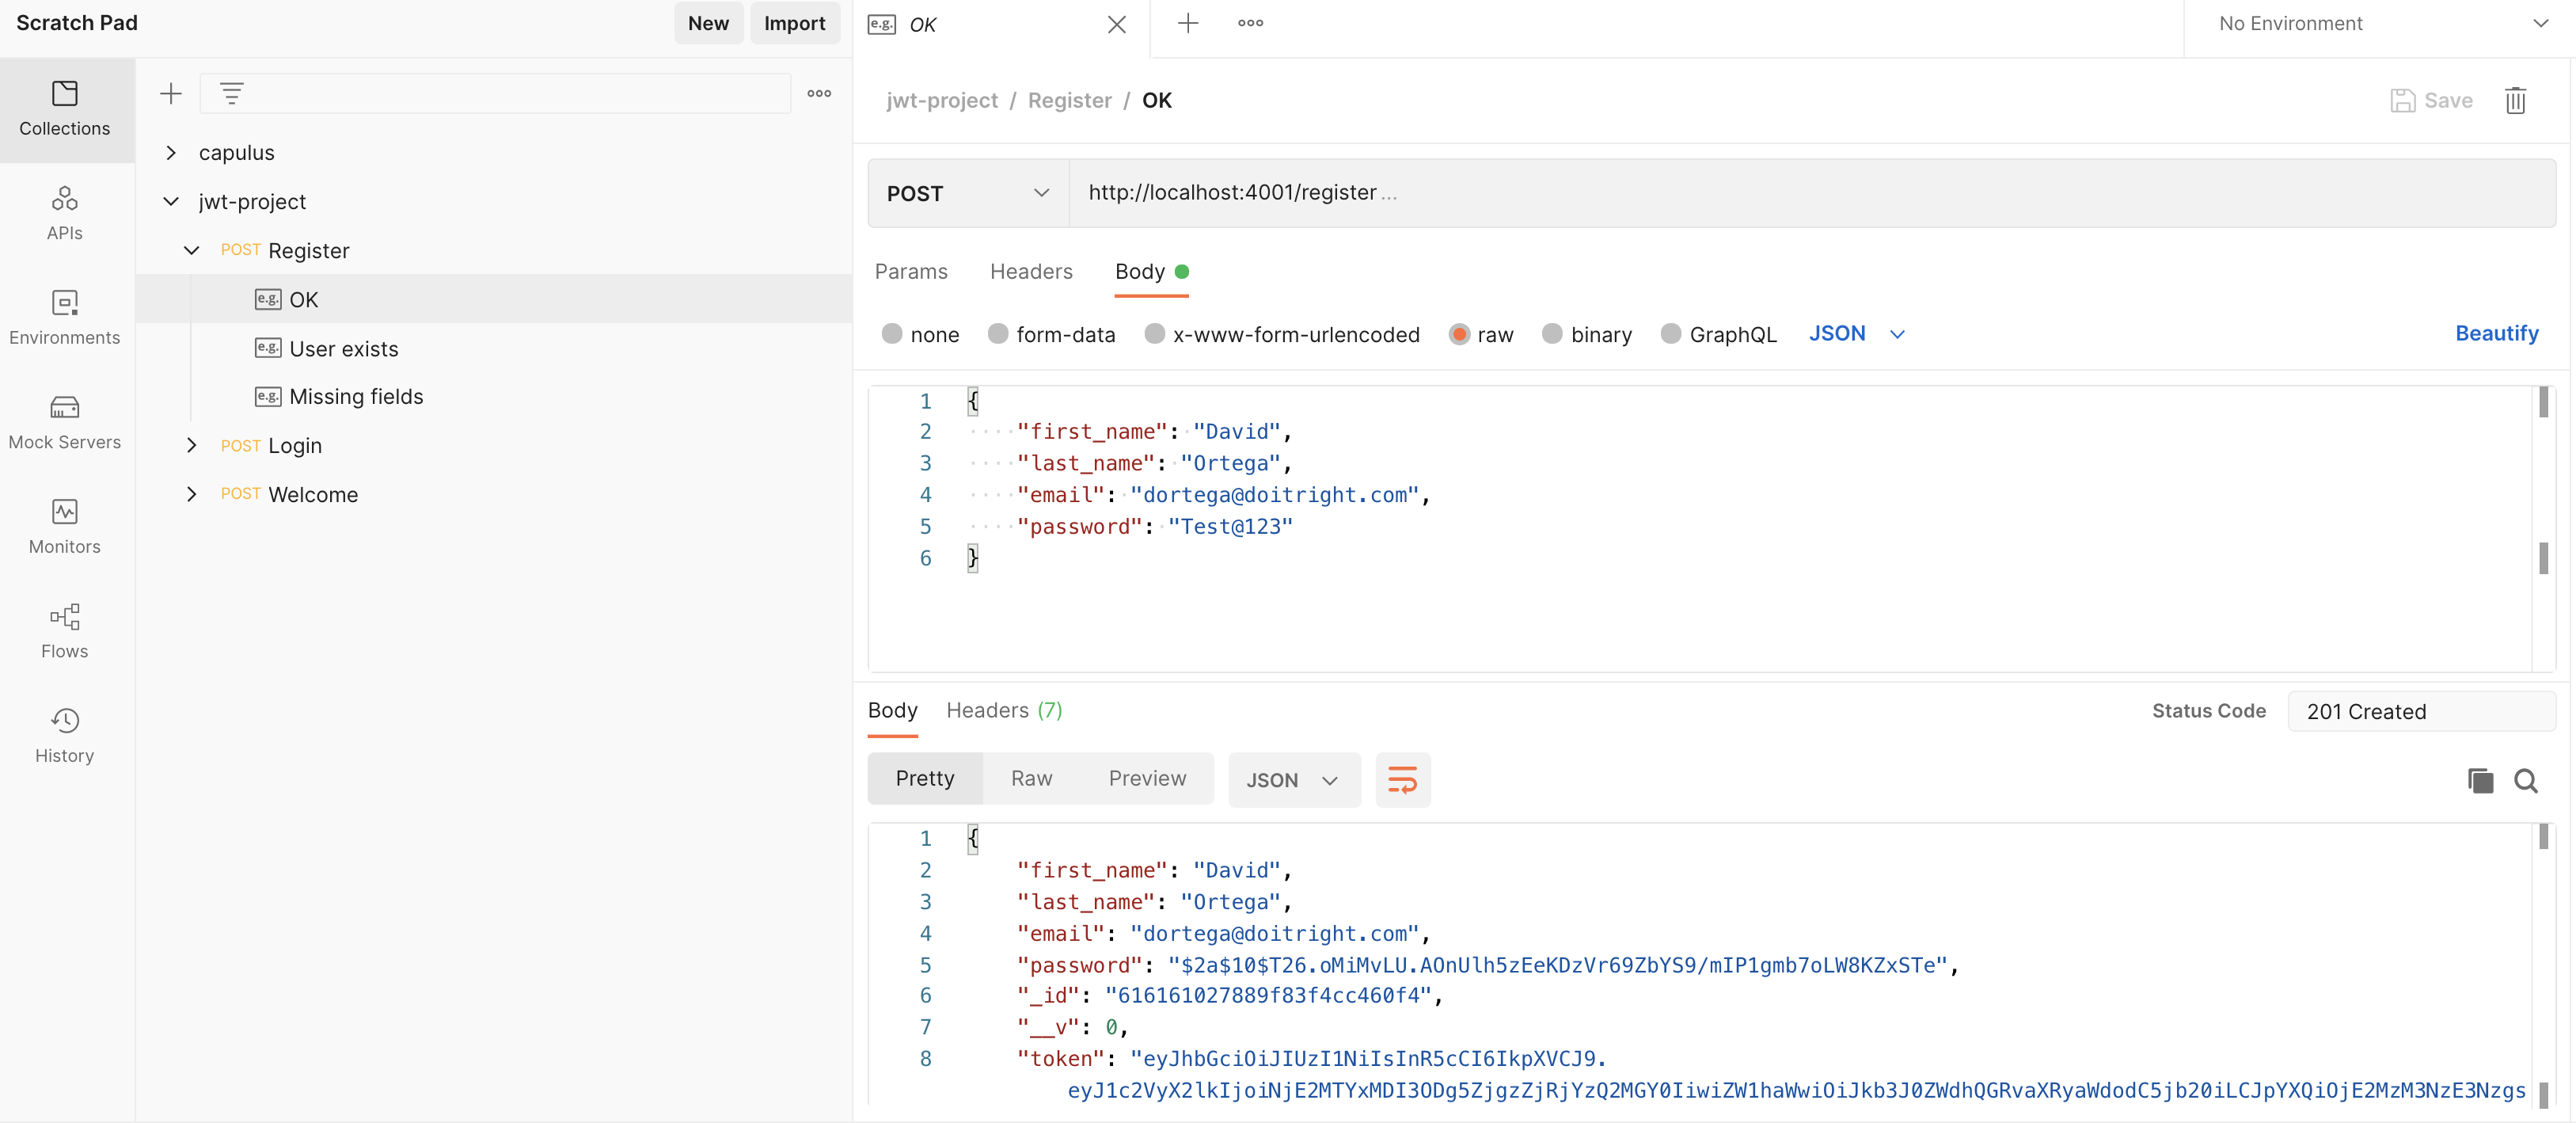 Scratch Pad
New
Import
Collections
APIs
Environments
Mock Servers
Monitors
Flows
History
capulus
jwt-project
POST Register
e.g. OK
e.g. User exists
e.g. Missing fields
POST Login
POST Welcome
e.g. OK
No Environment
jwt-project / Register / OK
Save
POST
http://localhost:4001/register ...
Params Headers Body
none form-data x-www-form-urlencoded raw binary GraphQL JSON
Beautify
1 {
2 "first_name": "David",
3 "last_name": "Ortega",
4 "email": "dortega@doitright.com",
5 "password": "Test@123"
6 }
Body Headers (7)
Status Code 201 Created
Pretty Raw Preview JSON
1 {
2 "first_name": "David",
3 "last_name": "Ortega",
4 "email": "dortega@doitright.com",
5 "password": "$2a$10$T26.oMiMvLU.AOnUlh5zEeKDzVr69ZbYS9/mIP1gmb7oLW8KZxSTe",
6 "_id": "616161027889f83f4cc460f4",
7 "__v": 0,
8 "token": "eyJhbGciOiJIUzI1NiIsInR5cCI6IkpXVCJ9.
eyJ1c2VyX2lkIjoiNjE2MTYxMDI3ODg5ZjgzZjRjYzQ2MGY0IiwiZW1haWwiOiJkb3J0ZWdhQGRvaXRyaWdodC5jb20iLCJpYXQiOjE2MzM3NzE3Nzgs